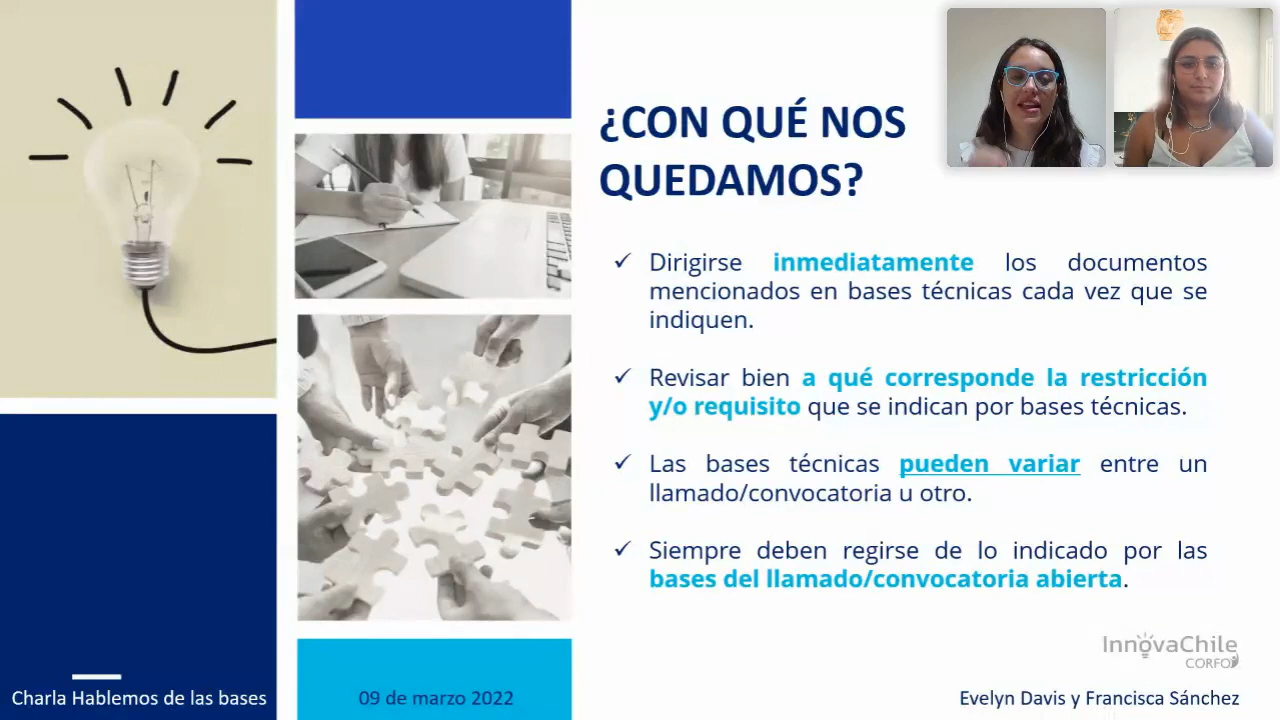 ¿CON QUÉ NOS
QUEDAMOS?
✓ Dirigirse inmediatamente los documentos
mencionados en bases técnicas cada vez que se
indiquen.
✓ Revisar bien a qué corresponde la restricción
y/o requisito que se indican por bases técnicas.
✓ Las bases técnicas pueden variar entre un
llamado/convocatoria u otro.
✓ Siempre deben regirse de lo indicado por las
bases del llamado/convocatoria abierta.
InnovaChile
CORFO
Charla Hablemos de las bases
09 de marzo 2022
Evelyn Davis y Francisca Sánchez